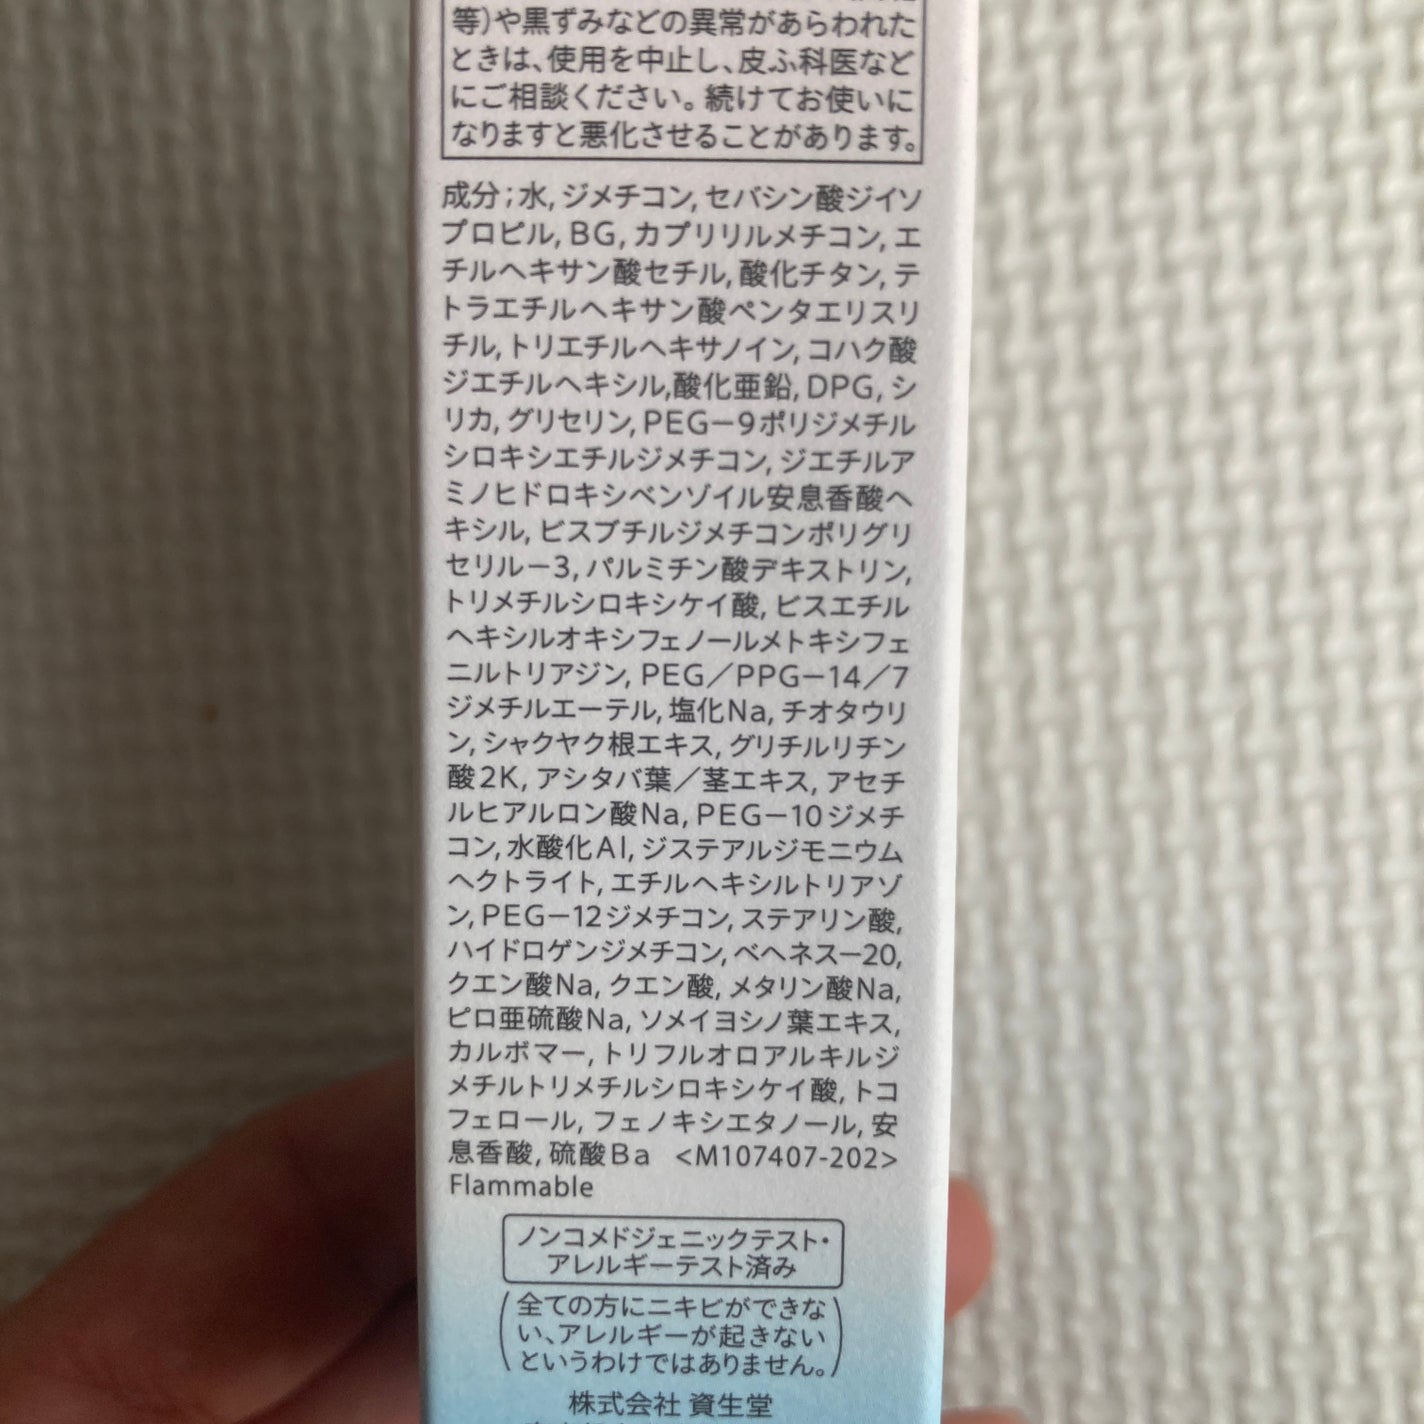 等)や黒ずみなどの異常があらわれた
ときは、使用を中止し、皮ふ科医など
にご相談ください。続けてお使いに
なりますと悪化させることがあります。
成分;水, ジメチコン, セバシン酸ジイソ
プロピル, BG, カプリリルメチコン, エ
チルヘキサン酸セチル, 酸化チタン, テ
トラエチルヘキサン酸ペンタエリスリ
チル, トリエチルヘキサノイン, コハク酸
ジエチルヘキシル,酸化亜鉛, DPG, シ
リカ, グリセリン, PEG−9ポリジメチル
シロキシエチルジメチコン, ジエチルア
ミノヒドロキシベンゾイル安息香酸ヘ
キシル, ビスブチルジメチコンポリグリ
セリル−3, パルミチン酸デキストリン,
トリメチルシロキシケイ酸, ビスエチル
ヘキシルオキシフェノールメトキシフェ
ニルトリアジン, PEG／PPG−14／7
ジメチルエーテル, 塩化Na, チオタウリ
ン, シャクヤク根エキス, グリチルリチン
酸2K, アシタバ葉／茎エキス, アセチ
ルヒアルロン酸Na, PEG−10ジメチ
コン, 水酸化Al, ジステアルジモニウム
ヘクトライト, エチルヘキシルトリアゾ
ン, PEG−12ジメチコン, ステアリン酸,
ハイドロゲンジメチコン, ベヘネス−20,
クエン酸Na, クエン酸, メタリン酸Na,
ピロ亜硫酸Na, ソメイヨシノ葉エキス,
カルボマー, トリフルオロアルキルジ
メチルトリメチルシロキシケイ酸, トコ
フェロール, フェノキシエタノール, 安
息香酸, 硫酸Ba <M107407-202>
Flammable
ノンコメドジェニックテスト・
アレルギーテスト済み
(全ての方にニキビができな
い、アレルギーが起きない
というわけではありません。)
株式会社 資生堂